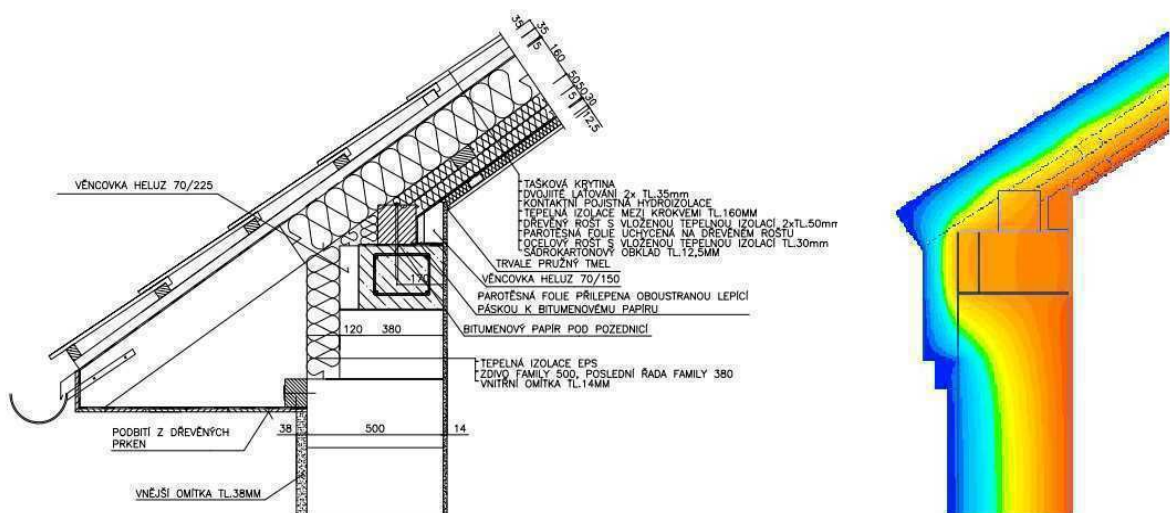 35
35
5
160
50
50
30
5
12,5
VĚNCOVKA HELUZ 70/225
TAŠKOVÁ KRYTINA
DVOJITÉ LAŤOVÁNÍ 2x TL.35mm
KONTAKTNÍ POJISTNÁ HYDROIZOLACE
TEPELNÁ IZOLACE MEZI KROKVEMI TL.160MM
DŘEVĚNÝ ROŠT S VLOŽENOU TEPELNOU IZOLACÍ 2xTL.50mm
PAROTĚSNÁ FOLIE UCHYCENÁ NA DŘEVĚNÉM ROŠTU
OCELOVÝ ROŠT S VLOŽENOU TEPELNOU IZOLACÍ TL.30mm
SÁDROKARTONOVÝ OBKLAD TL.12,5MM
TRVALE PRUŽNÝ TMEL
VĚNCOVKA HELUZ 70/150
170
PAROTĚSNÁ FOLIE PŘILEPENA OBOUSTRANOU LEPÍCÍ
PÁSKOU K BITUMENOVÉMU PAPÍRU
BITUMENOVÝ PAPÍR POD POZEDNICÍ
120 380
TEPELNÁ IZOLACE EPS
ZDIVO FAMILY 500, POSLEDNÍ ŘADA FAMILY 380
VNITŘNÍ OMÍTKA TL.14MM
PODBITÍ Z DŘEVĚNÝCH
PRKEN
38 500 14
VNĚJŠÍ OMÍTKA TL.38MM